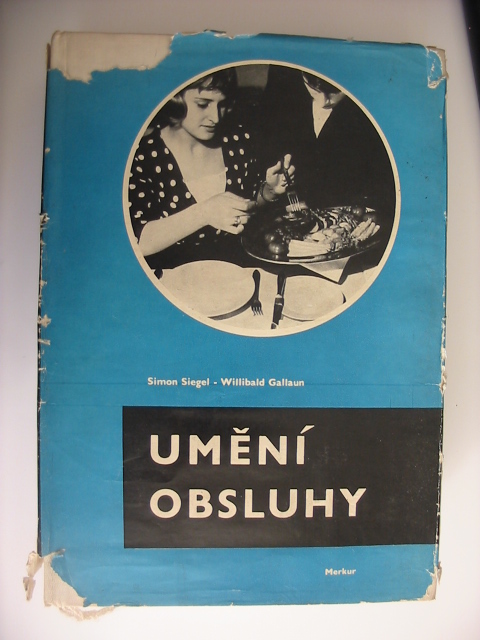 Simon Siegel - Willibald Gallaun
UMĚNÍ
OBSLUHY
Merkur